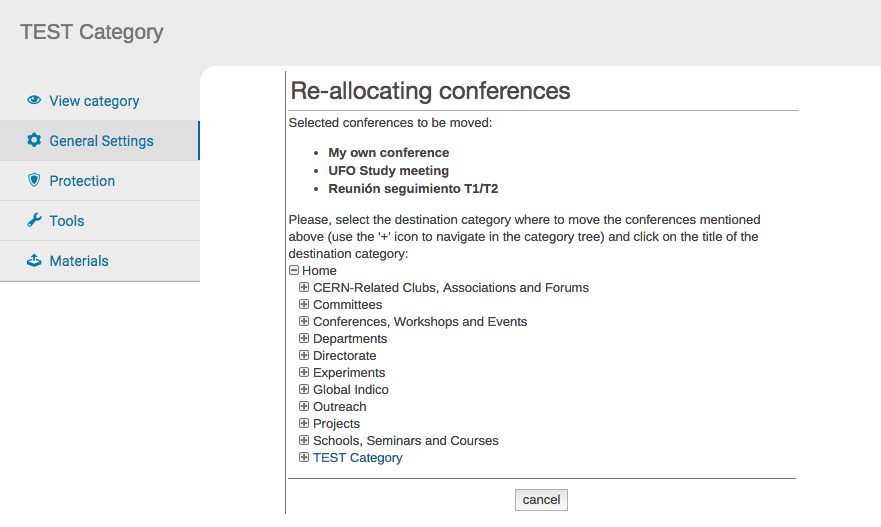 TEST Category
View category
General Settings
Protection
Tools
Materials
Re-allocating conferences
Selected conferences to be moved:
My own conference
UFO Study meeting
Reunión seguimiento T1/T2
Please, select the destination category where to move the conferences mentioned
above (use the '+' icon to navigate in the category tree) and click on the title of the
destination category:
Home
CERN-Related Clubs, Associations and Forums
Committees
Conferences, Workshops and Events
Departments
Directorate
Experiments
Global Indico
Outreach
Projects
Schools, Seminars and Courses
TEST Category
cancel